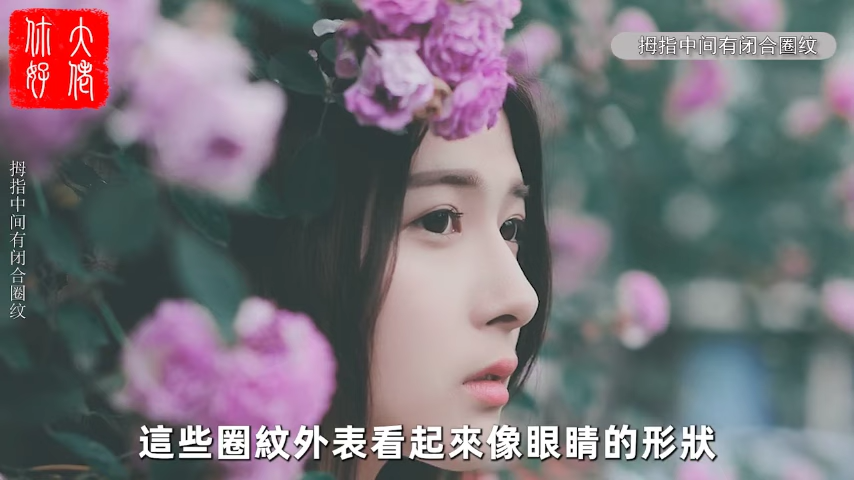 大佬
休好
拇指中间有闭合圈纹
拇指中间有闭合圈纹
這些圈紋外表看起來像眼睛的形狀